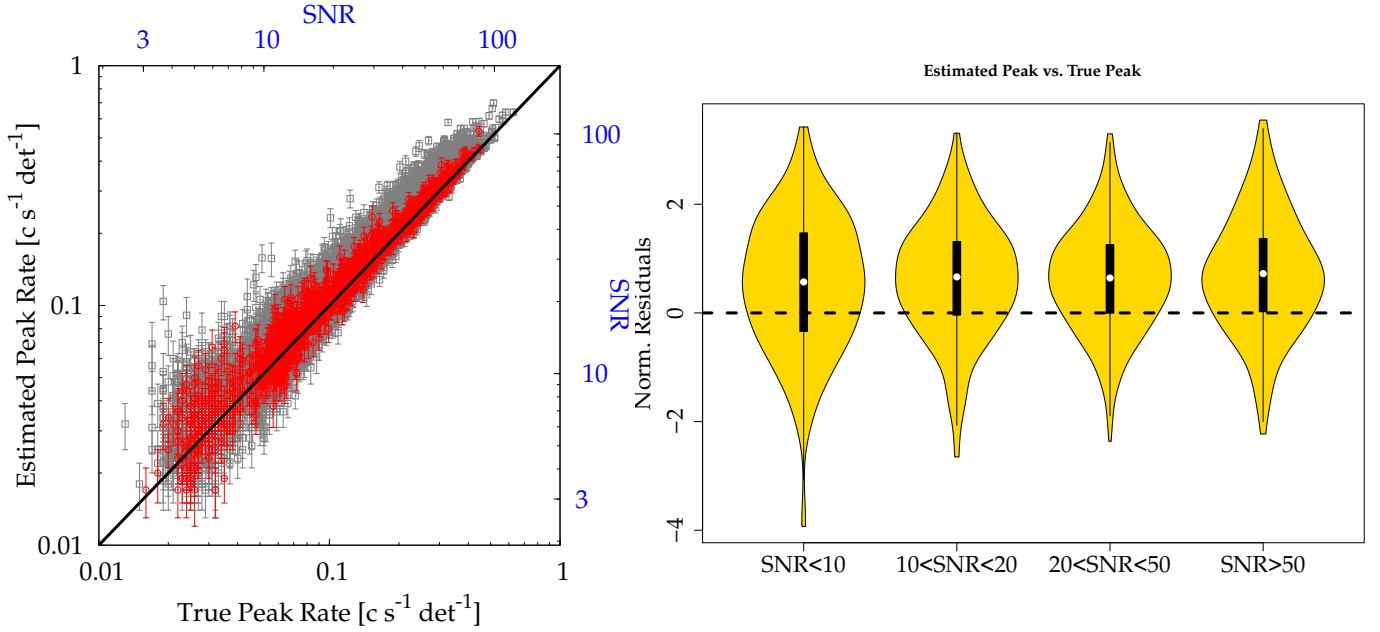 SNR
3 10 100
1
0.1
0.01
Estimated Peak Rate [c s⁻¹ det⁻¹]
100
10
3
SNR
0.01 0.1 1
True Peak Rate [c s⁻¹ det⁻¹]
Estimated Peak vs. True Peak
Norm. Residuals
2
0
−2
−4
SNR<10 10<SNR<20 20<SNR<50 SNR>50